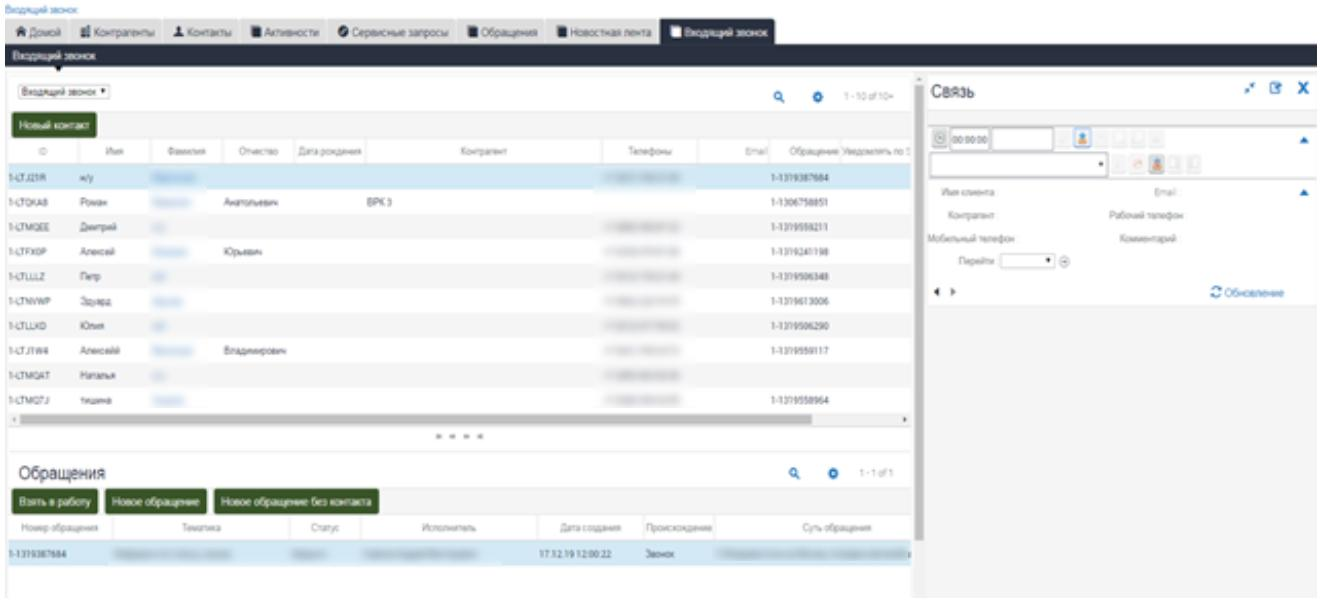 Входящий звонок
Домой Контрагенты Контакты Активности Сервисные запросы Обращения Новостная лента Входящий звонок
Входящий звонок
Входящий звонок 1 - 10 of 10+
Новый контакт
ID Имя Фамилия Отчество Дата рождения Контрагент Телефоны Email Обращение Уведомлять по
1-LTJ21R н/у 1-1319387684
1-LTQKAB Роман Анатольевич ВРК 3 1-1306758851
1-LTMQEE Дмитрий 1-1319559211
1-LTFX0P Алексей Юрьевич 1-1319241198
1-LTLLLZ Петр 1-1319506348
1-LTNVWP Эдуард 1-1319613006
1-LTLLKD Юлия 1-1319506290
1-LTJTW4 Алексейй Владимирович 1-1319559117
1-LTMQAT Наталья
1-LTMQ7J тишина 1-1319558964
Обращения 1 - 1 of 1
Взять в работу Новое обращение Новое обращение без контакта
Номер обращения Тематика Статус Исполнитель Дата создания Происхождение Суть обращения
1-1319387684 17.12.19 12:00:22 Звонок
Связь
00:00:00
Имя клиента: Email:
Контрагент: Рабочий телефон:
Мобильный телефон: Комментарий:
Перейти:
Обновление